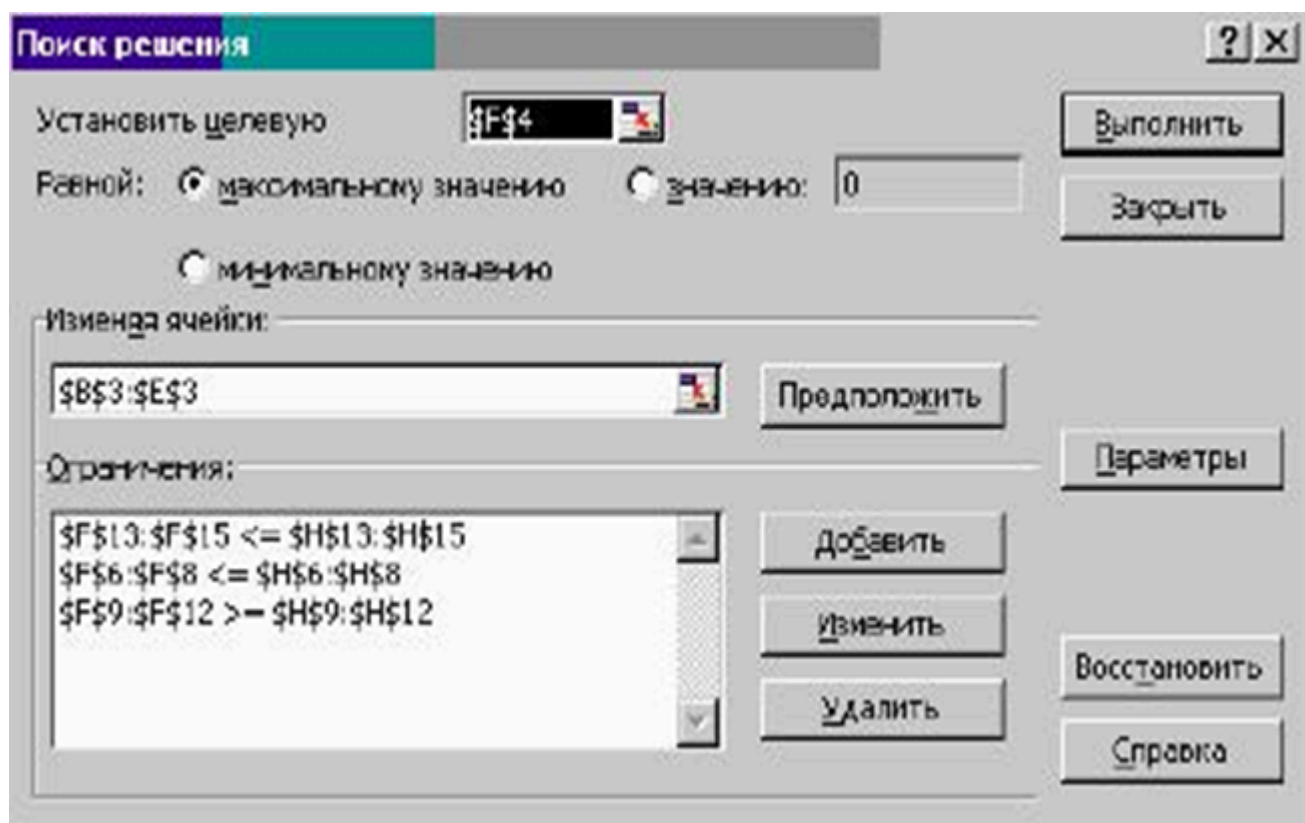 Поиск решения
Установить целевую $F$4
Равной: максимальному значению значению: 0
минимальному значению
Изменяя ячейки:
$B$3:$E$3
Предположить
Ограничения:
$F$13:$F$15 <= $H$13:$H$15
$F$6:$F$8 <= $H$6:$H$8
$F$9:$F$12 >= $H$9:$H$12
Добавить
Изменить
Удалить
Выполнить
Закрыть
Параметры
Восстановить
Справка